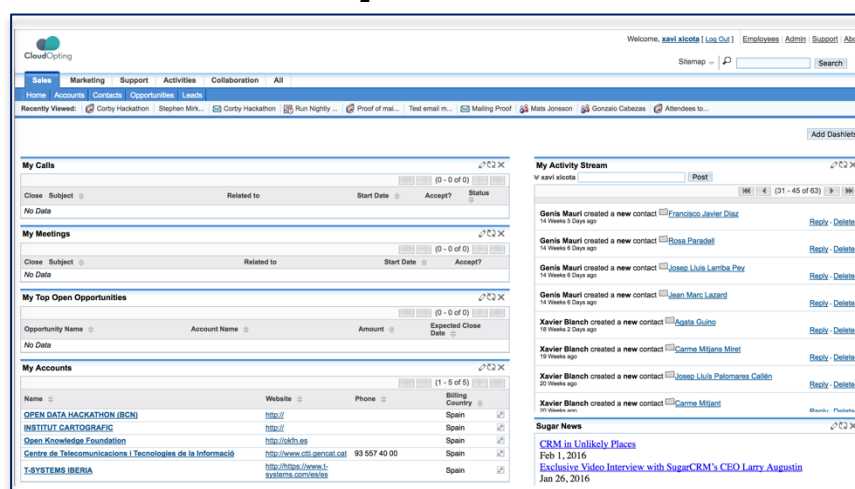 Welcome, xavi xicota [ Log Out ] Employees Admin Support Abo
CloudOpting
Sitemap Search
Sales Marketing Support Activities Collaboration All
Home Accounts Contacts Opportunities Leads
Recently Viewed: Corby Hackathon Stephen Mirk... Corby Hackathon Run Nightly ... Proof of mai... Test email m... Mailing Proof Mats Jonsson Gonzalo Cabezas Attendees to...
Add Dashlets
My Calls
(0 - 0 of 0)
Close Subject Related to Start Date Accept? Status
No Data
My Meetings
(0 - 0 of 0)
Close Subject Related to Start Date Accept?
No Data
My Top Open Opportunities
(0 - 0 of 0)
Opportunity Name Account Name Amount Expected Close Date
No Data
My Accounts
(1 - 5 of 5)
Name Website Phone Billing Country
OPEN DATA HACKATHON (BCN) http:// Spain
INSTITUT CARTOGRAFIC http:// Spain
Open Knowledge Foundation http://okfn.es Spain
Centre de Telecomunicacions i Tecnologies de la Informació http://www.ctti.gencat.cat 93 557 40 00 Spain
T-SYSTEMS IBERIA http://https://www.t-systems.com/es/es Spain
My Activity Stream
xavi xicota Post
(31 - 45 of 63)
Genis Mauri created a new contact Francisco Javier Diaz
14 Weeks 5 Days ago Reply - Delete
Genis Mauri created a new contact Rosa Paradell
14 Weeks 6 Days ago Reply - Delete
Genis Mauri created a new contact Josep Lluis Larriba Pey
14 Weeks 6 Days ago Reply - Delete
Genis Mauri created a new contact Jean Marc Lazard
14 Weeks 6 Days ago Reply - Delete
Xavier Blanch created a new contact Agata Guino
18 Weeks 2 Days ago Reply - Delete
Xavier Blanch created a new contact Carme Mitjans Miret
19 Weeks ago Reply - Delete
Xavier Blanch created a new contact Josep Lluís Palomares Callén
20 Weeks ago Reply - Delete
Xavier Blanch created a new contact Carme Mitjant
20 Weeks ago Reply - Delete
Sugar News
CRM in Unlikely Places
Feb 1, 2016
Exclusive Video Interview with SugarCRM's CEO Larry Augustin
Jan 26, 2016